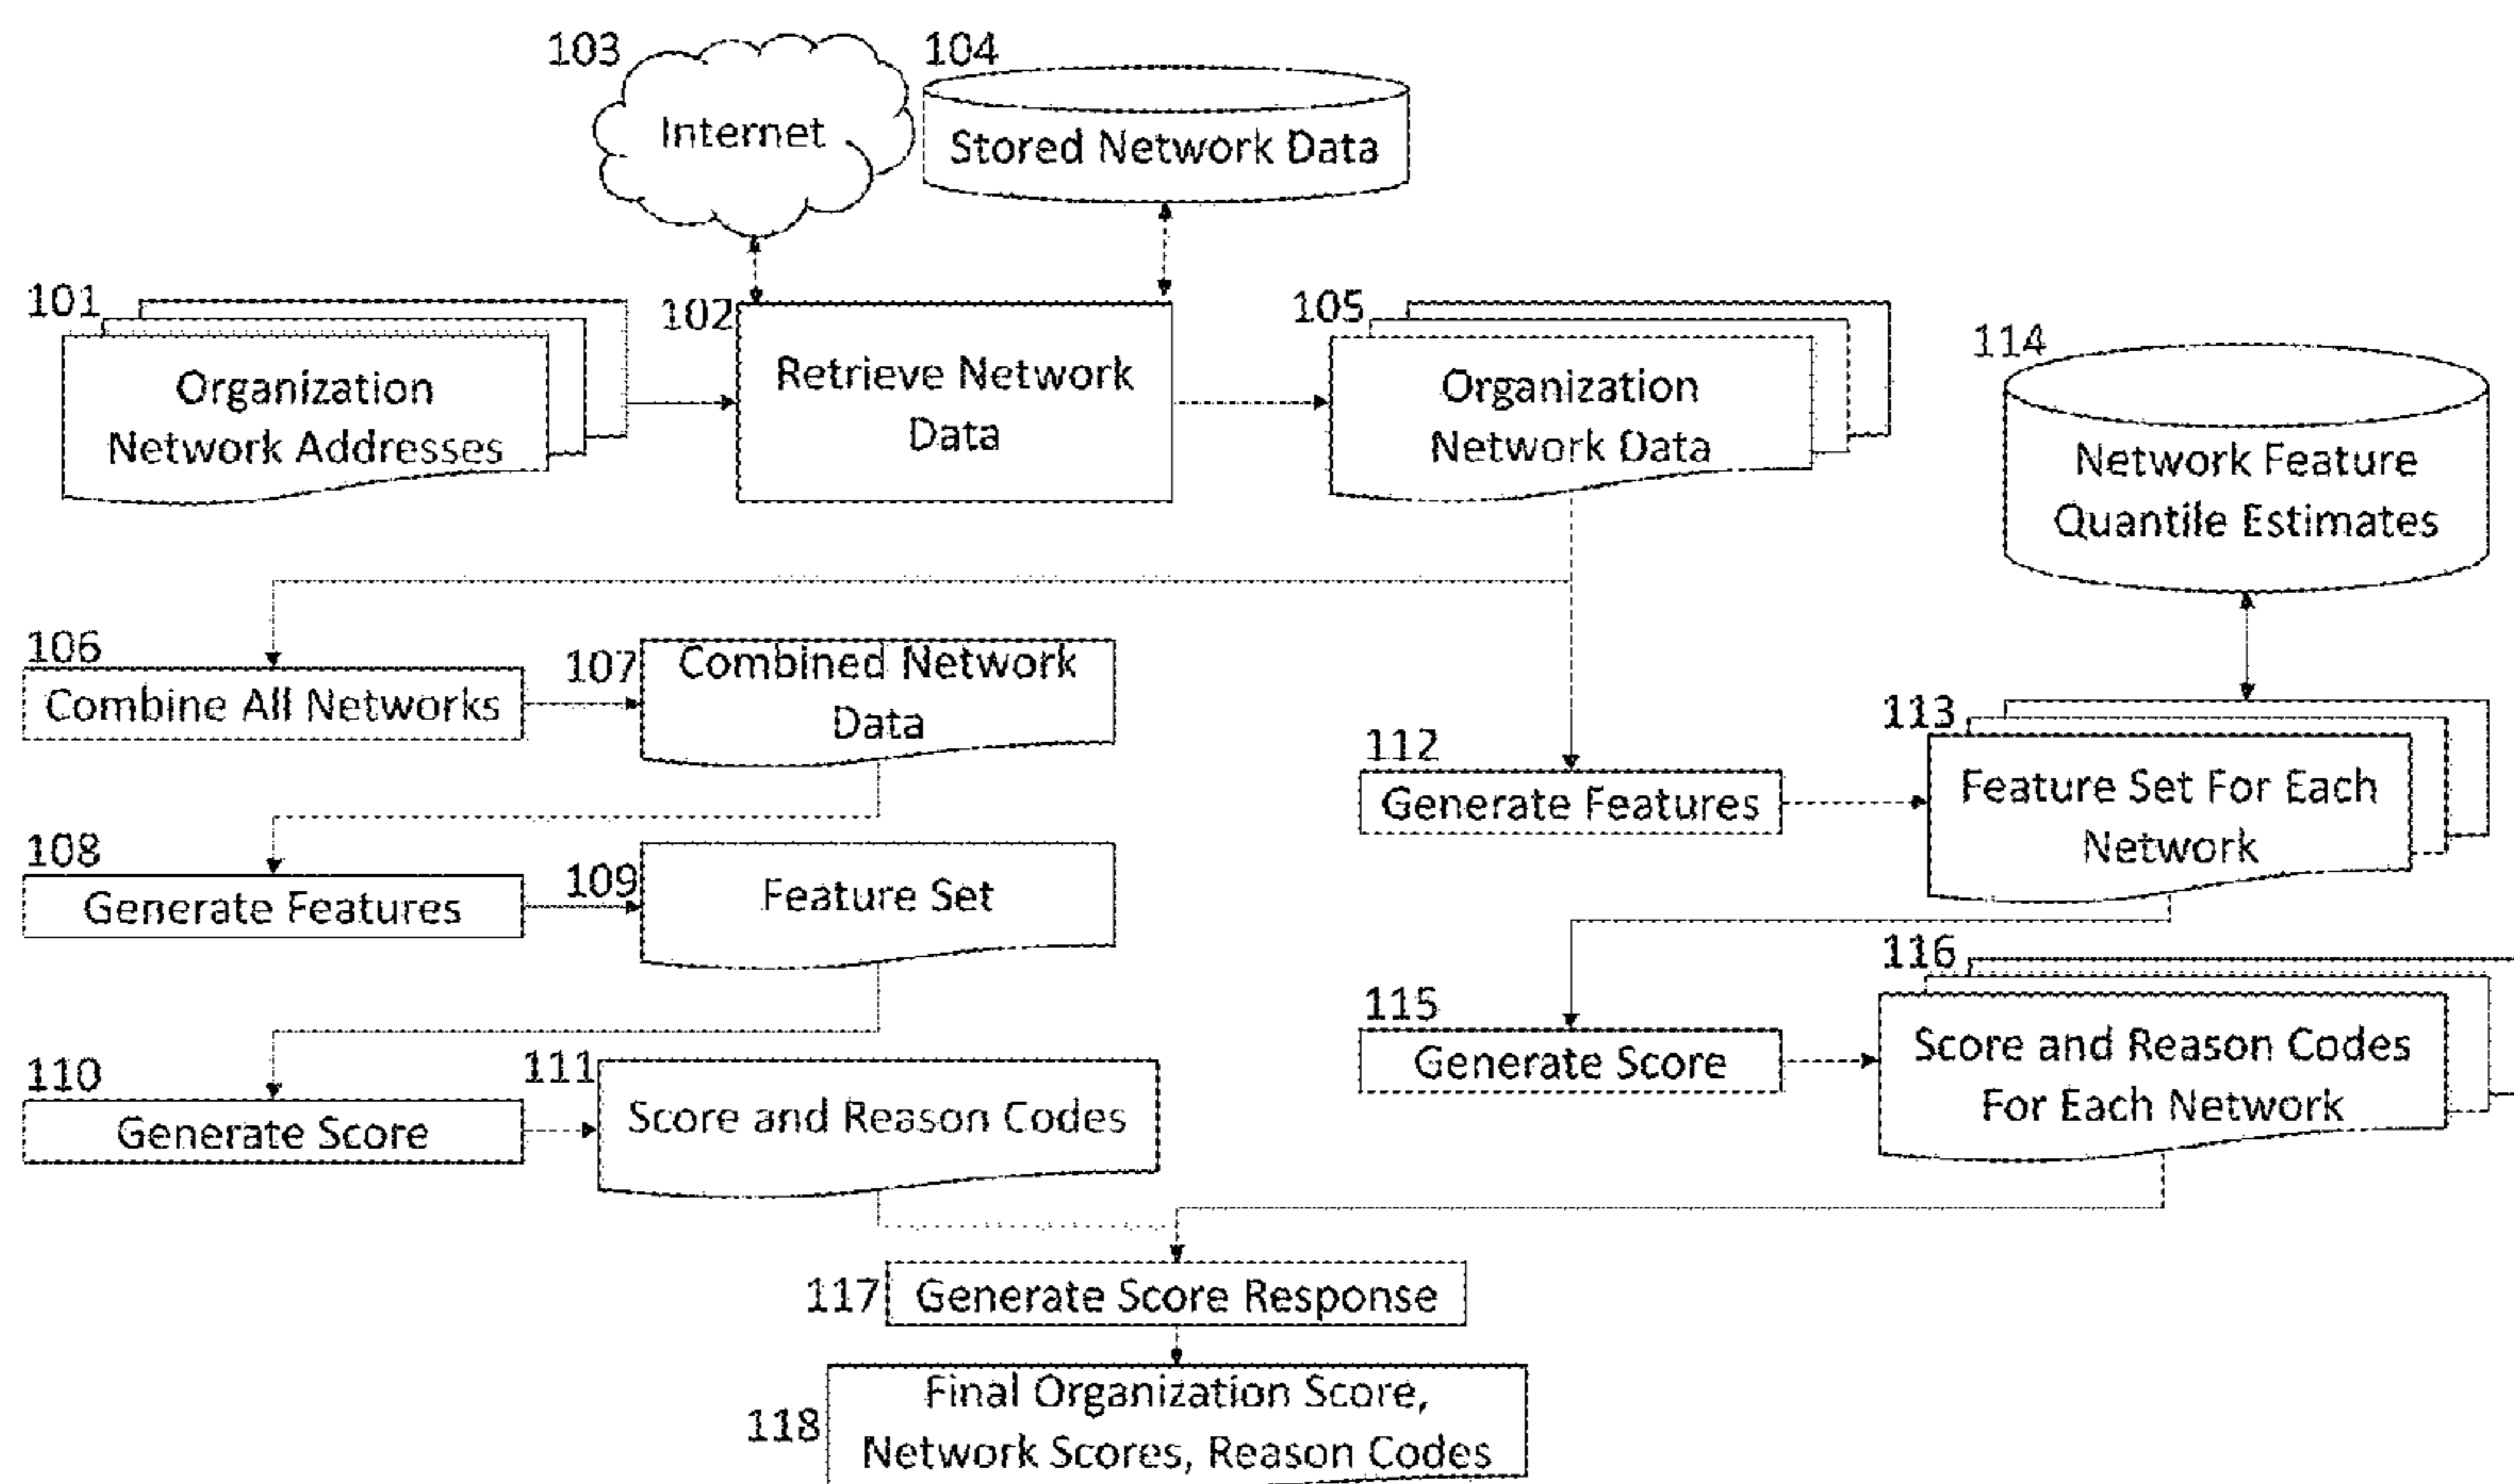 103
Internet
104
Stored Network Data
101
Organization
Network Addresses
102
Retrieve Network
Data
105
Organization
Network Data
114
Network Feature
Quantile Estimates
106
Combine All Networks
107
Combined Network
Data
112
Generate Features
113
Feature Set For Each
Network
108
Generate Features
109
Feature Set
110
Generate Score
111
Score and Reason Codes
115
Generate Score
116
Score and Reason Codes
For Each Network
117
Generate Score Response
118
Final Organization Score,
Network Scores, Reason Codes